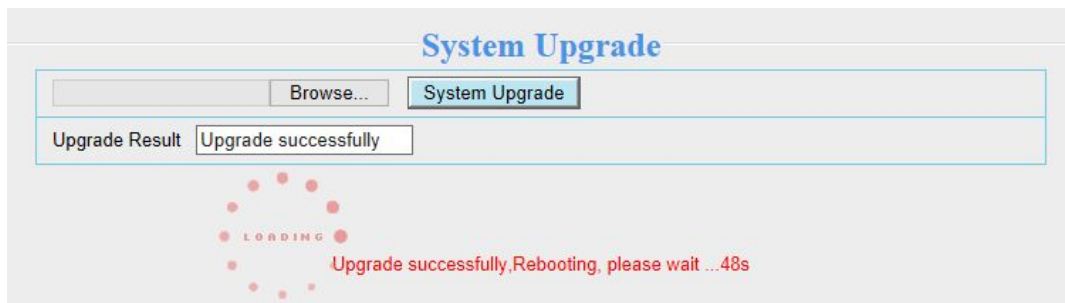 System Upgrade
Browse... System Upgrade
Upgrade Result Upgrade successfully
LOADING
Upgrade successfully,Rebooting, please wait ...48s